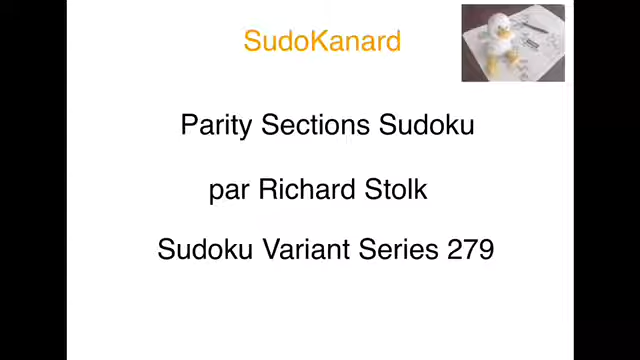 SudoKanard
Parity Sections Sudoku
par Richard Stolk
Sudoku Variant Series 279